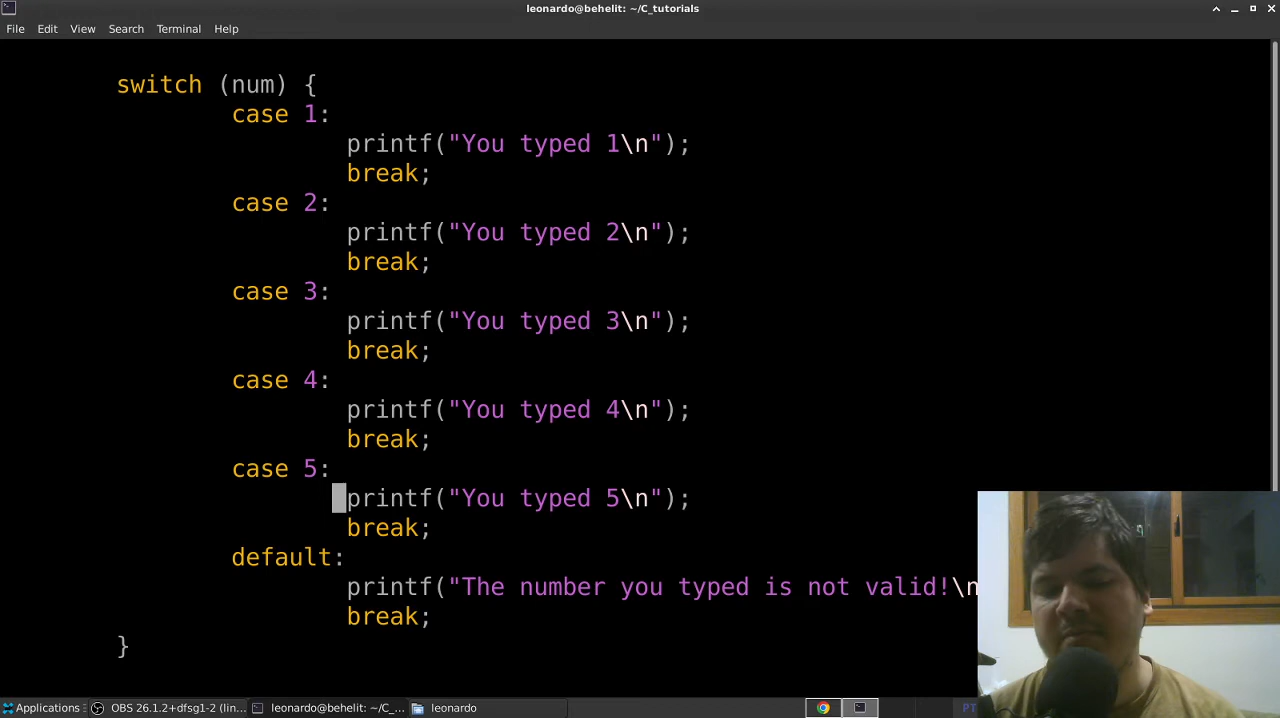 leonardo@behelit: ~/C_tutorials
File Edit View Search Terminal Help
switch (num) {
case 1:
printf("You typed 1\n");
break;
case 2:
printf("You typed 2\n");
break;
case 3:
printf("You typed 3\n");
break;
case 4:
printf("You typed 4\n");
break;
case 5:
printf("You typed 5\n");
break;
default:
printf("The number you typed is not valid!\n
break;
}
Applications OBS 26.1.2+dfsg1-2 (lin... leonardo@behelit: ~/C_... leonardo PT